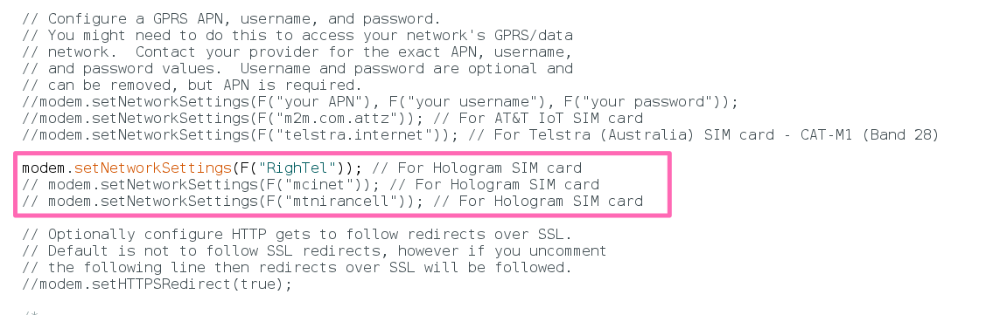 // Configure a GPRS APN, username, and password.
// You might need to do this to access your network's GPRS/data
// network.  Contact your provider for the exact APN, username,
// and password values.  Username and password are optional and
// can be removed, but APN is required.
//modem.setNetworkSettings(F("your APN"), F("your username"), F("your password"));
//modem.setNetworkSettings(F("m2m.com.attz")); // For AT&T IoT SIM card
//modem.setNetworkSettings(F("telstra.internet")); // For Telstra (Australia) SIM card - CAT-M1 (Band 28)
modem.setNetworkSettings(F("RighTel")); // For Hologram SIM card
// modem.setNetworkSettings(F("mcinet")); // For Hologram SIM card
// modem.setNetworkSettings(F("mtnirancell")); // For Hologram SIM card
// Optionally configure HTTP gets to follow redirects over SSL.
// Default is not to follow SSL redirects, however if you uncomment
// the following line then redirects over SSL will be followed.
//modem.setHTTPSRedirect(true);
/*